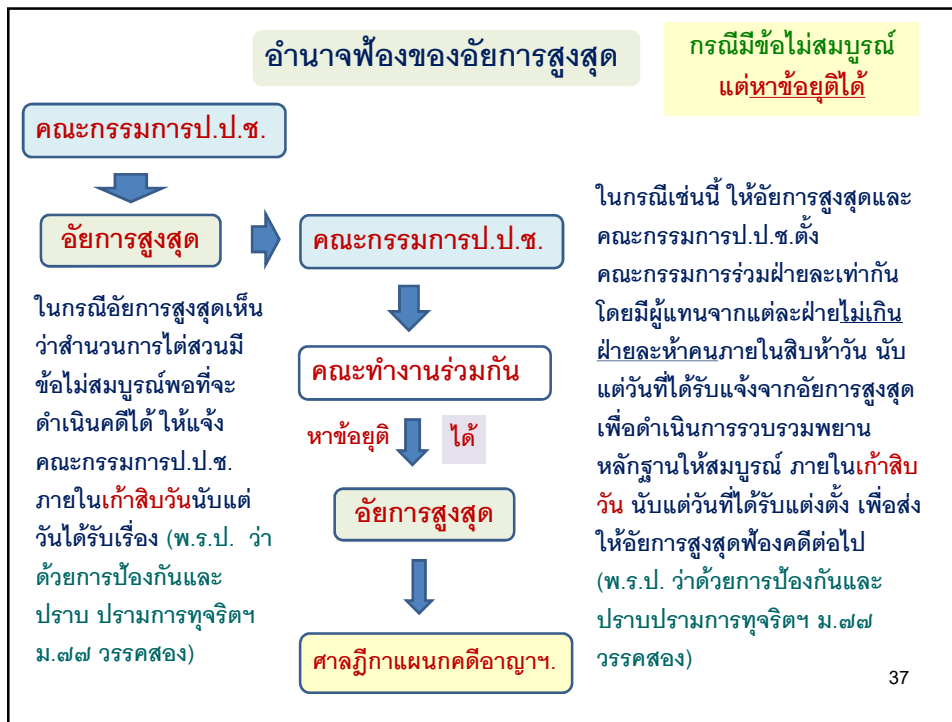 อำนาจฟ้องของอัยการสูงสุด
กรณีมีข้อไม่สมบูรณ์
แต่หาข้อยุติได้
คณะกรรมการป.ป.ช.
อัยการสูงสุด
คณะกรรมการป.ป.ช.
ในกรณีอัยการสูงสุดเห็น
ว่าสำนวนการไต่สวนมี
ข้อไม่สมบูรณ์พอที่จะ
ดำเนินคดีได้ ให้แจ้ง
คณะกรรมการป.ป.ช.
ภายในเก้าสิบวันนับแต่
วันได้รับเรื่อง (พ.ร.ป. ว่า
ด้วยการป้องกันและ
ปราบ ปรามการทุจริตฯ
ม.๗๗ วรรคสอง)
คณะทำงานร่วมกัน
หาข้อยุติ
ได้
อัยการสูงสุด
ศาลฎีกาแผนกคดีอาญาฯ.
ในกรณีเช่นนี้ ให้อัยการสูงสุดและ
คณะกรรมการป.ป.ช.ตั้ง
คณะกรรมการร่วมฝ่ายละเท่ากัน
โดยมีผู้แทนจากแต่ละฝ่ายไม่เกิน
ฝ่ายละห้าคนภายในสิบห้าวัน นับ
แต่วันที่ได้รับแจ้งจากอัยการสูงสุด
เพื่อดำเนินการรวบรวมพยาน
หลักฐานให้สมบูรณ์ ภายในเก้าสิบ
วัน นับแต่วันที่ได้รับแต่งตั้ง เพื่อส่ง
ให้อัยการสูงสุดฟ้องคดีต่อไป
(พ.ร.ป. ว่าด้วยการป้องกันและ
ปราบปรามการทุจริตฯ ม.๗๗
วรรคสอง)
37